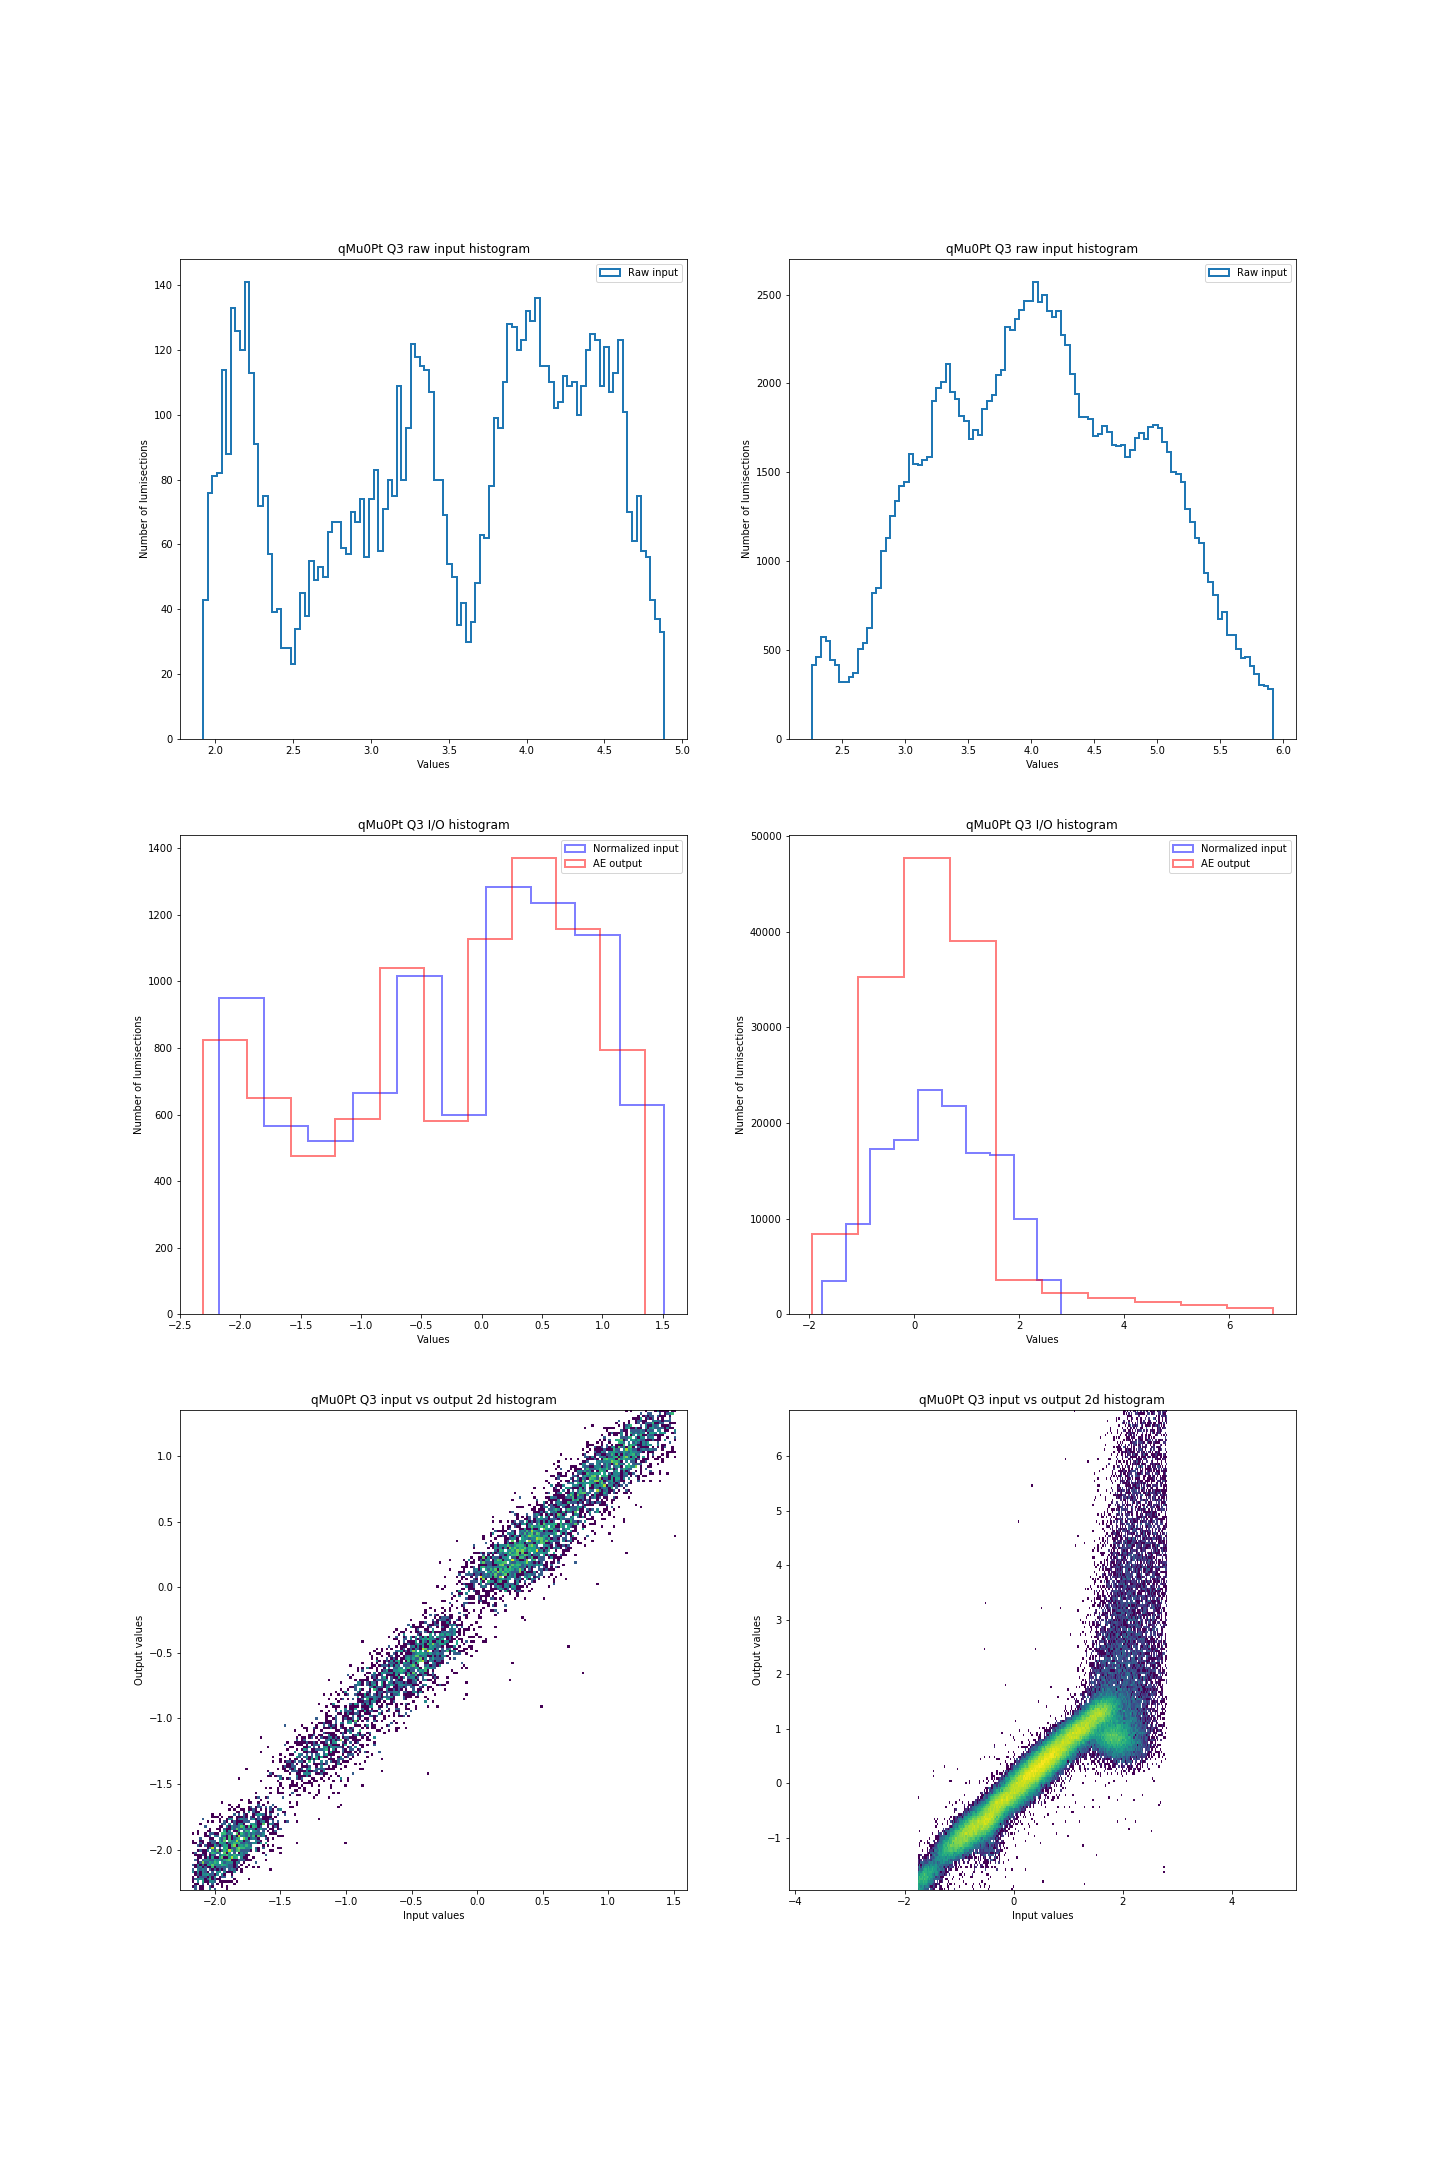 qMu0Pt Q3 raw input histogram
Raw input
Number of lumisections
0 20 40 60 80 100 120 140
2.0 2.5 3.0 3.5 4.0 4.5 5.0
Values
qMu0Pt Q3 raw input histogram
Raw input
Number of lumisections
0 500 1000 1500 2000 2500
2.5 3.0 3.5 4.0 4.5 5.0 5.5 6.0
Values
qMu0Pt Q3 I/O histogram
Normalized input
AE output
Number of lumisections
0 200 400 600 800 1000 1200 1400
−2.5 −2.0 −1.5 −1.0 −0.5 0.0 0.5 1.0 1.5
Values
qMu0Pt Q3 I/O histogram
Normalized input
AE output
Number of lumisections
0 10000 20000 30000 40000 50000
−2 0 2 4 6
Values
qMu0Pt Q3 input vs output 2d histogram
Output values
−2.0 −1.5 −1.0 −0.5 0.0 0.5 1.0
−2.0 −1.5 −1.0 −0.5 0.0 0.5 1.0 1.5
Input values
qMu0Pt Q3 input vs output 2d histogram
Output values
−1 0 1 2 3 4 5 6
−4 −2 0 2 4
Input values